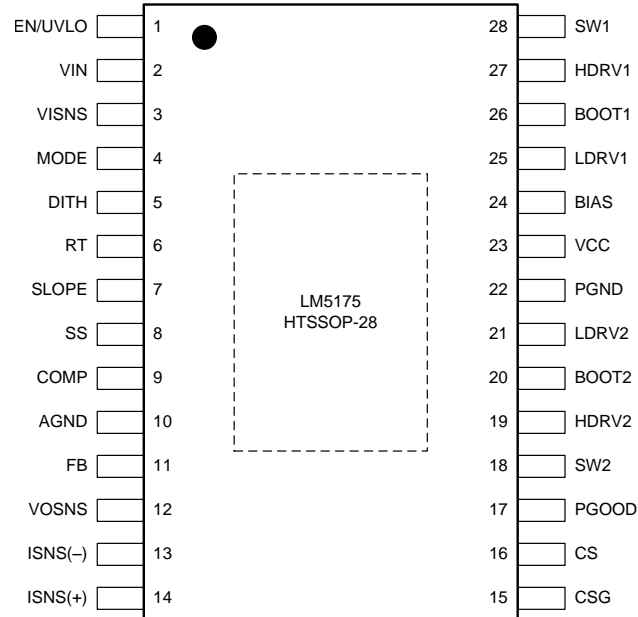 EN/UVLO 1 28 SW1
VIN 2 27 HDRV1
VISNS 3 26 BOOT1
MODE 4 25 LDRV1
DITH 5 24 BIAS
RT 6 23 VCC
SLOPE 7 22 PGND
LM5175
HTSSOP-28
SS 8 21 LDRV2
COMP 9 20 BOOT2
AGND 10 19 HDRV2
FB 11 18 SW2
VOSNS 12 17 PGOOD
ISNS(–) 13 16 CS
ISNS(+) 14 15 CSG